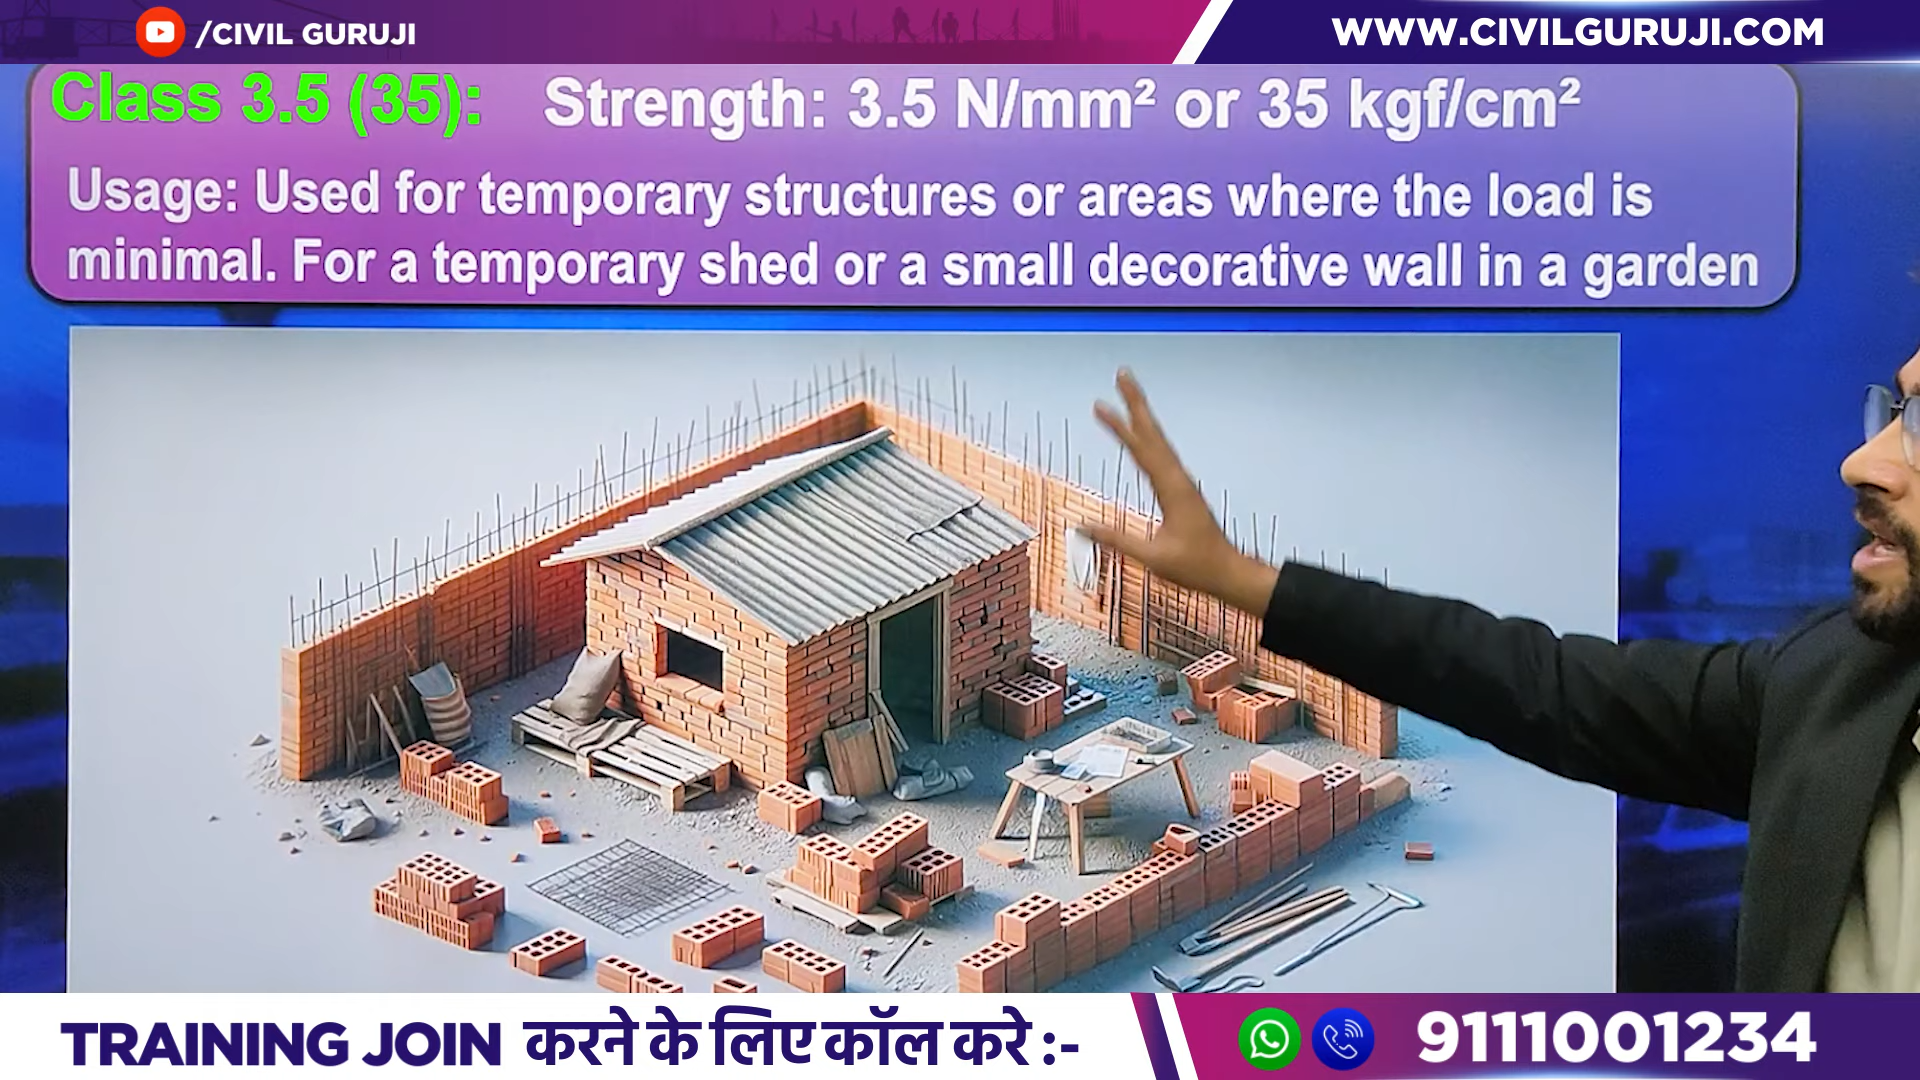 /CIVIL GURUJI
WWW.CIVILGURUJI.COM
Class 3.5 (35): Strength: 3.5 N/mm² or 35 kgf/cm²
Usage: Used for temporary structures or areas where the load is
minimal. For a temporary shed or a small decorative wall in a garden
TRAINING JOIN करने के लिए कॉल करे :-
9111001234